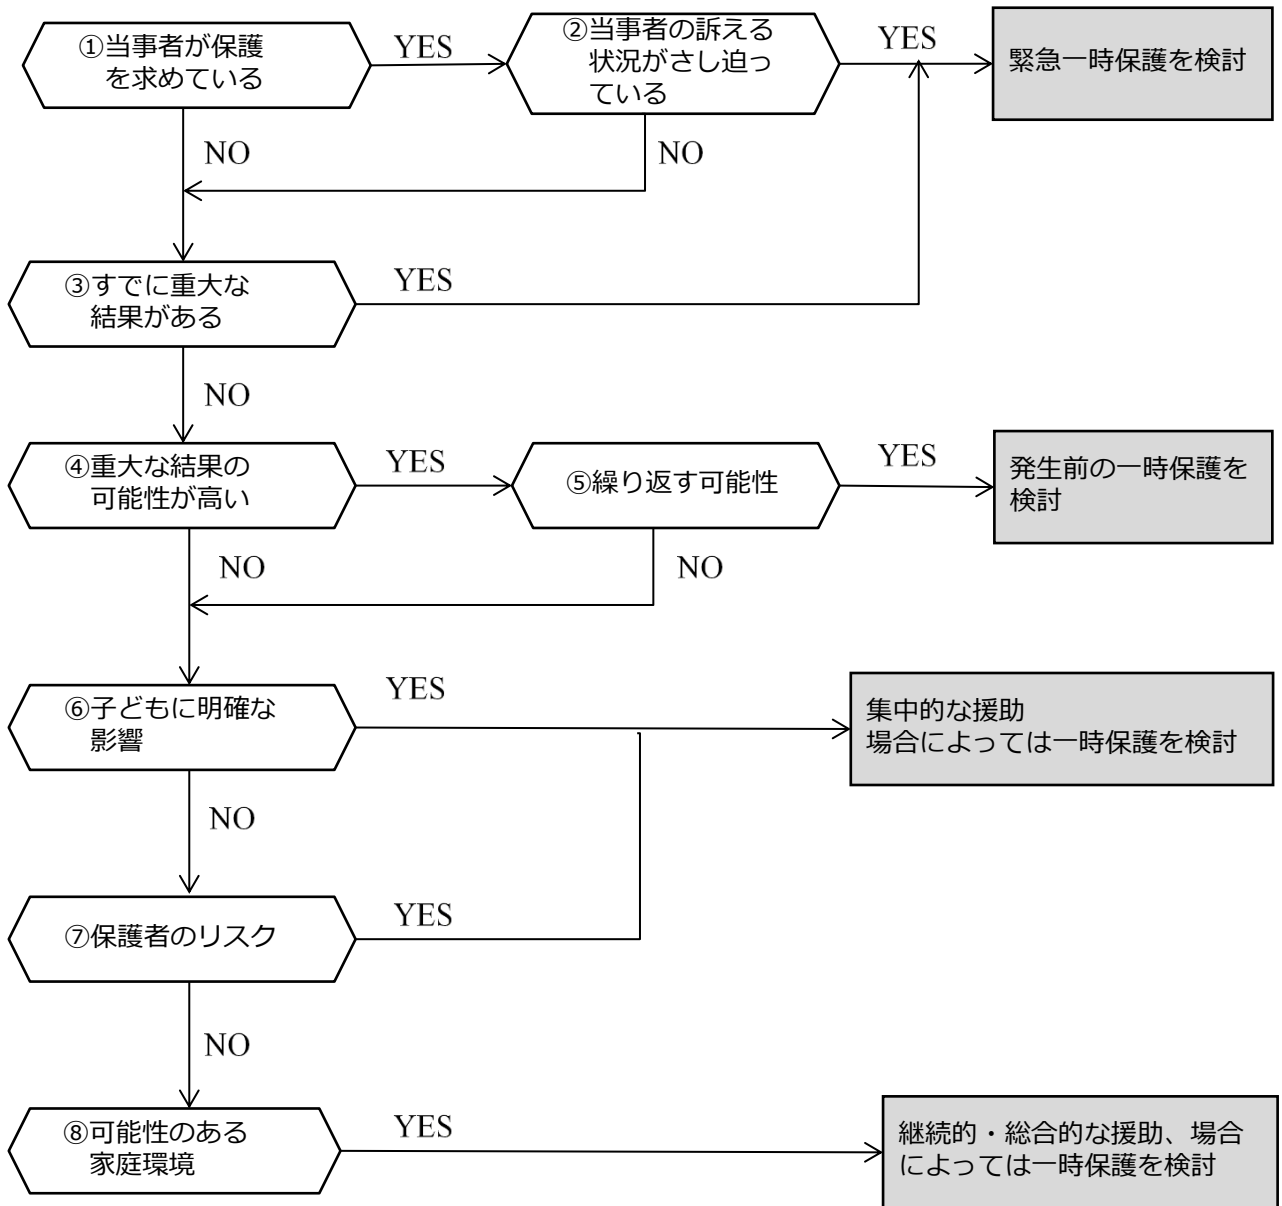 ①当事者が保護
を求めている
YES
②当事者の訴える
状況がさし迫っ
ている
YES
緊急一時保護を検討
NO
NO
③すでに重大な
結果がある
YES
NO
④重大な結果の
可能性が高い
YES
⑤繰り返す可能性
YES
発生前の一時保護を
検討
NO
NO
⑥子どもに明確な
影響
YES
集中的な援助
場合によっては一時保護を検討
NO
⑦保護者のリスク
YES
NO
⑧可能性のある
家庭環境
YES
継続的・総合的な援助、場合
によっては一時保護を検討